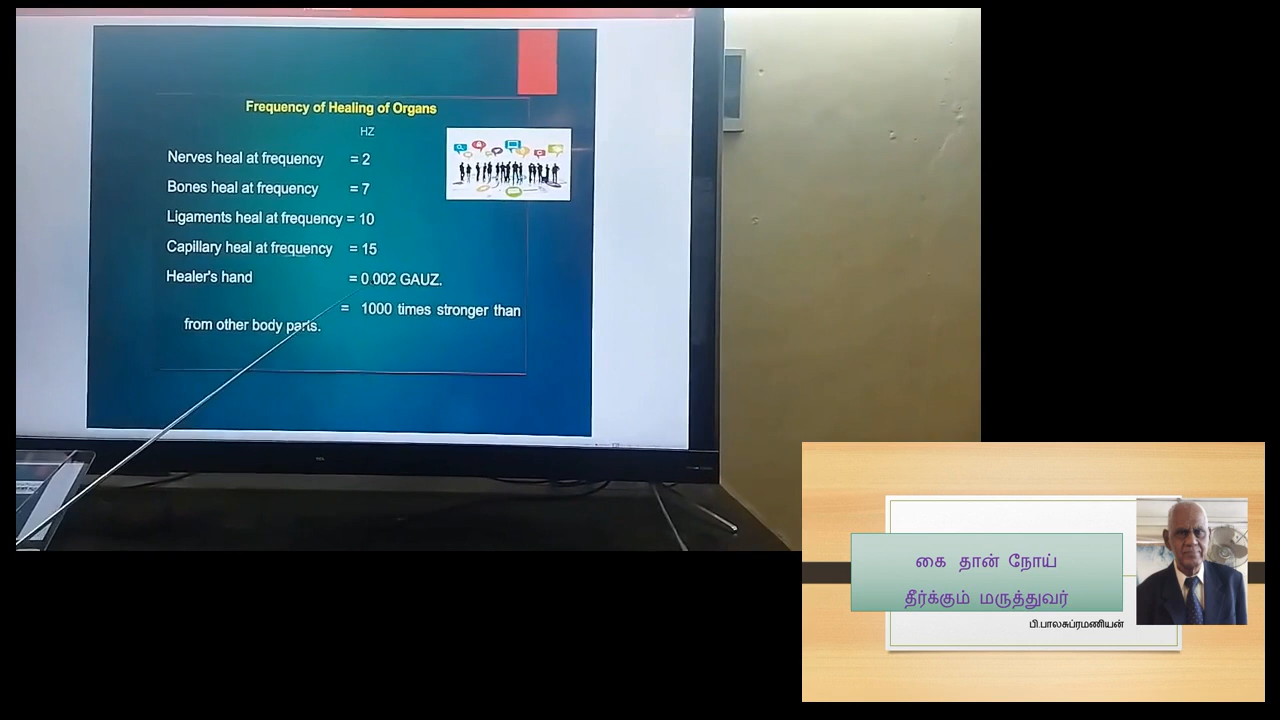 Frequency of Healing of Organs
HZ
Nerves heal at frequency = 2
Bones heal at frequency = 7
Ligaments heal at frequency = 10
Capillary heal at frequency = 15
Healer's hand = 0.002 GAUZ.
= 1000 times stronger than
from other body parts.
கை தான் நோய்
தீர்க்கும் மருத்துவர்
பி.பாலசுப்ரமணியன்